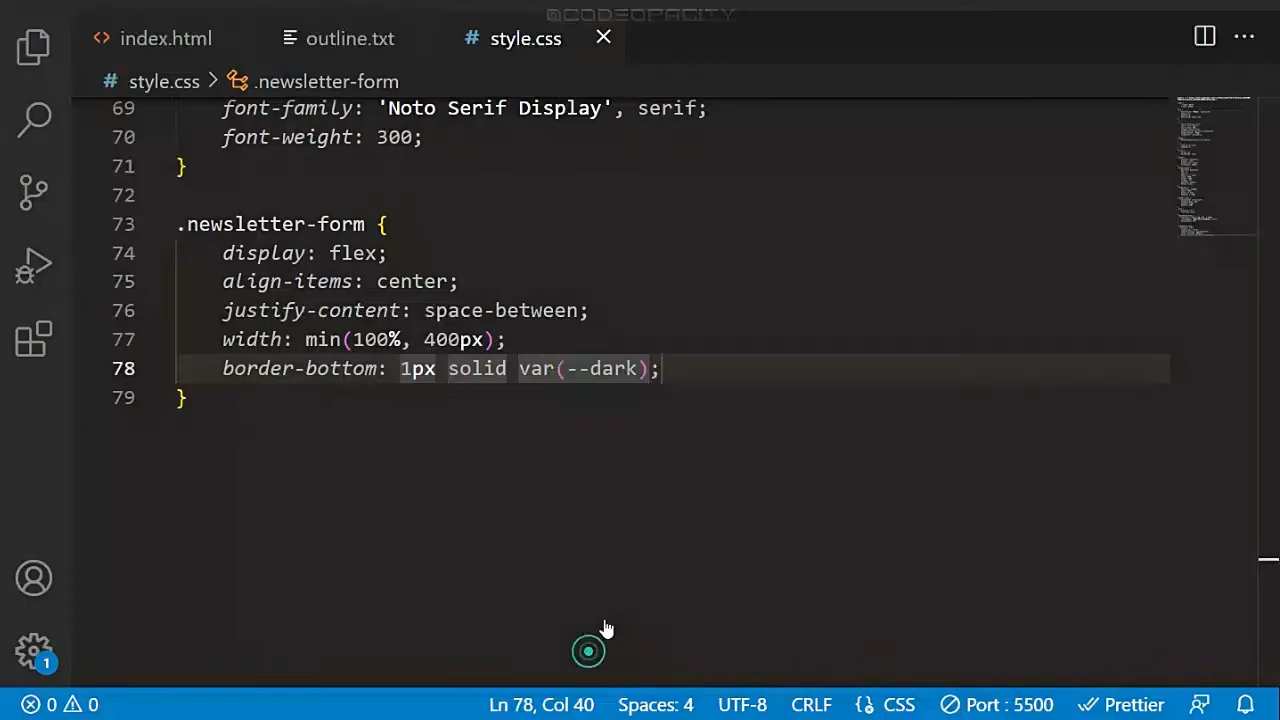 @CODEOPACITY
index.html
outline.txt
# style.css
# style.css > .newsletter-form
69 font-family: 'Noto Serif Display', serif;
70 font-weight: 300;
71 }
72
73 .newsletter-form {
74 display: flex;
75 align-items: center;
76 justify-content: space-between;
77 width: min(100%, 400px);
78 border-bottom: 1px solid var(--dark);
79 }
1
0 0 Ln 78, Col 40 Spaces: 4 UTF-8 CRLF {} CSS Port : 5500 Prettier